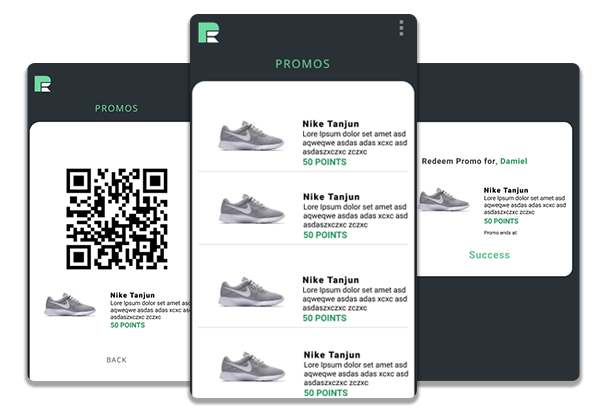 PROMOS
Nike Tanjun
Lore Ipsum dolor set amet asd
aqweqwe asdas adas xcxc asd
asdaszxczxc zczxc
50 POINTS
BACK
PROMOS
Nike Tanjun
Lore Ipsum dolor set amet asd
aqweqwe asdas adas xcxc asd
asdaszxczxc zczxc
50 POINTS
Nike Tanjun
Lore Ipsum dolor set amet asd
aqweqwe asdas adas xcxc asd
asdaszxczxc zczxc
50 POINTS
Nike Tanjun
Lore Ipsum dolor set amet asd
aqweqwe asdas adas xcxc asd
asdaszxczxc zczxc
50 POINTS
Nike Tanjun
Lore Ipsum dolor set amet asd
aqweqwe asdas adas xcxc asd
asdaszxczxc zczxc
50 POINTS
Redeem Promo for, Damiel
Nike Tanjun
Lore Ipsum dolor set amet asd
aqweqwe asdas adas xcxc asd
asdaszxczxc zczxc
50 POINTS
Promo ends at:
Success